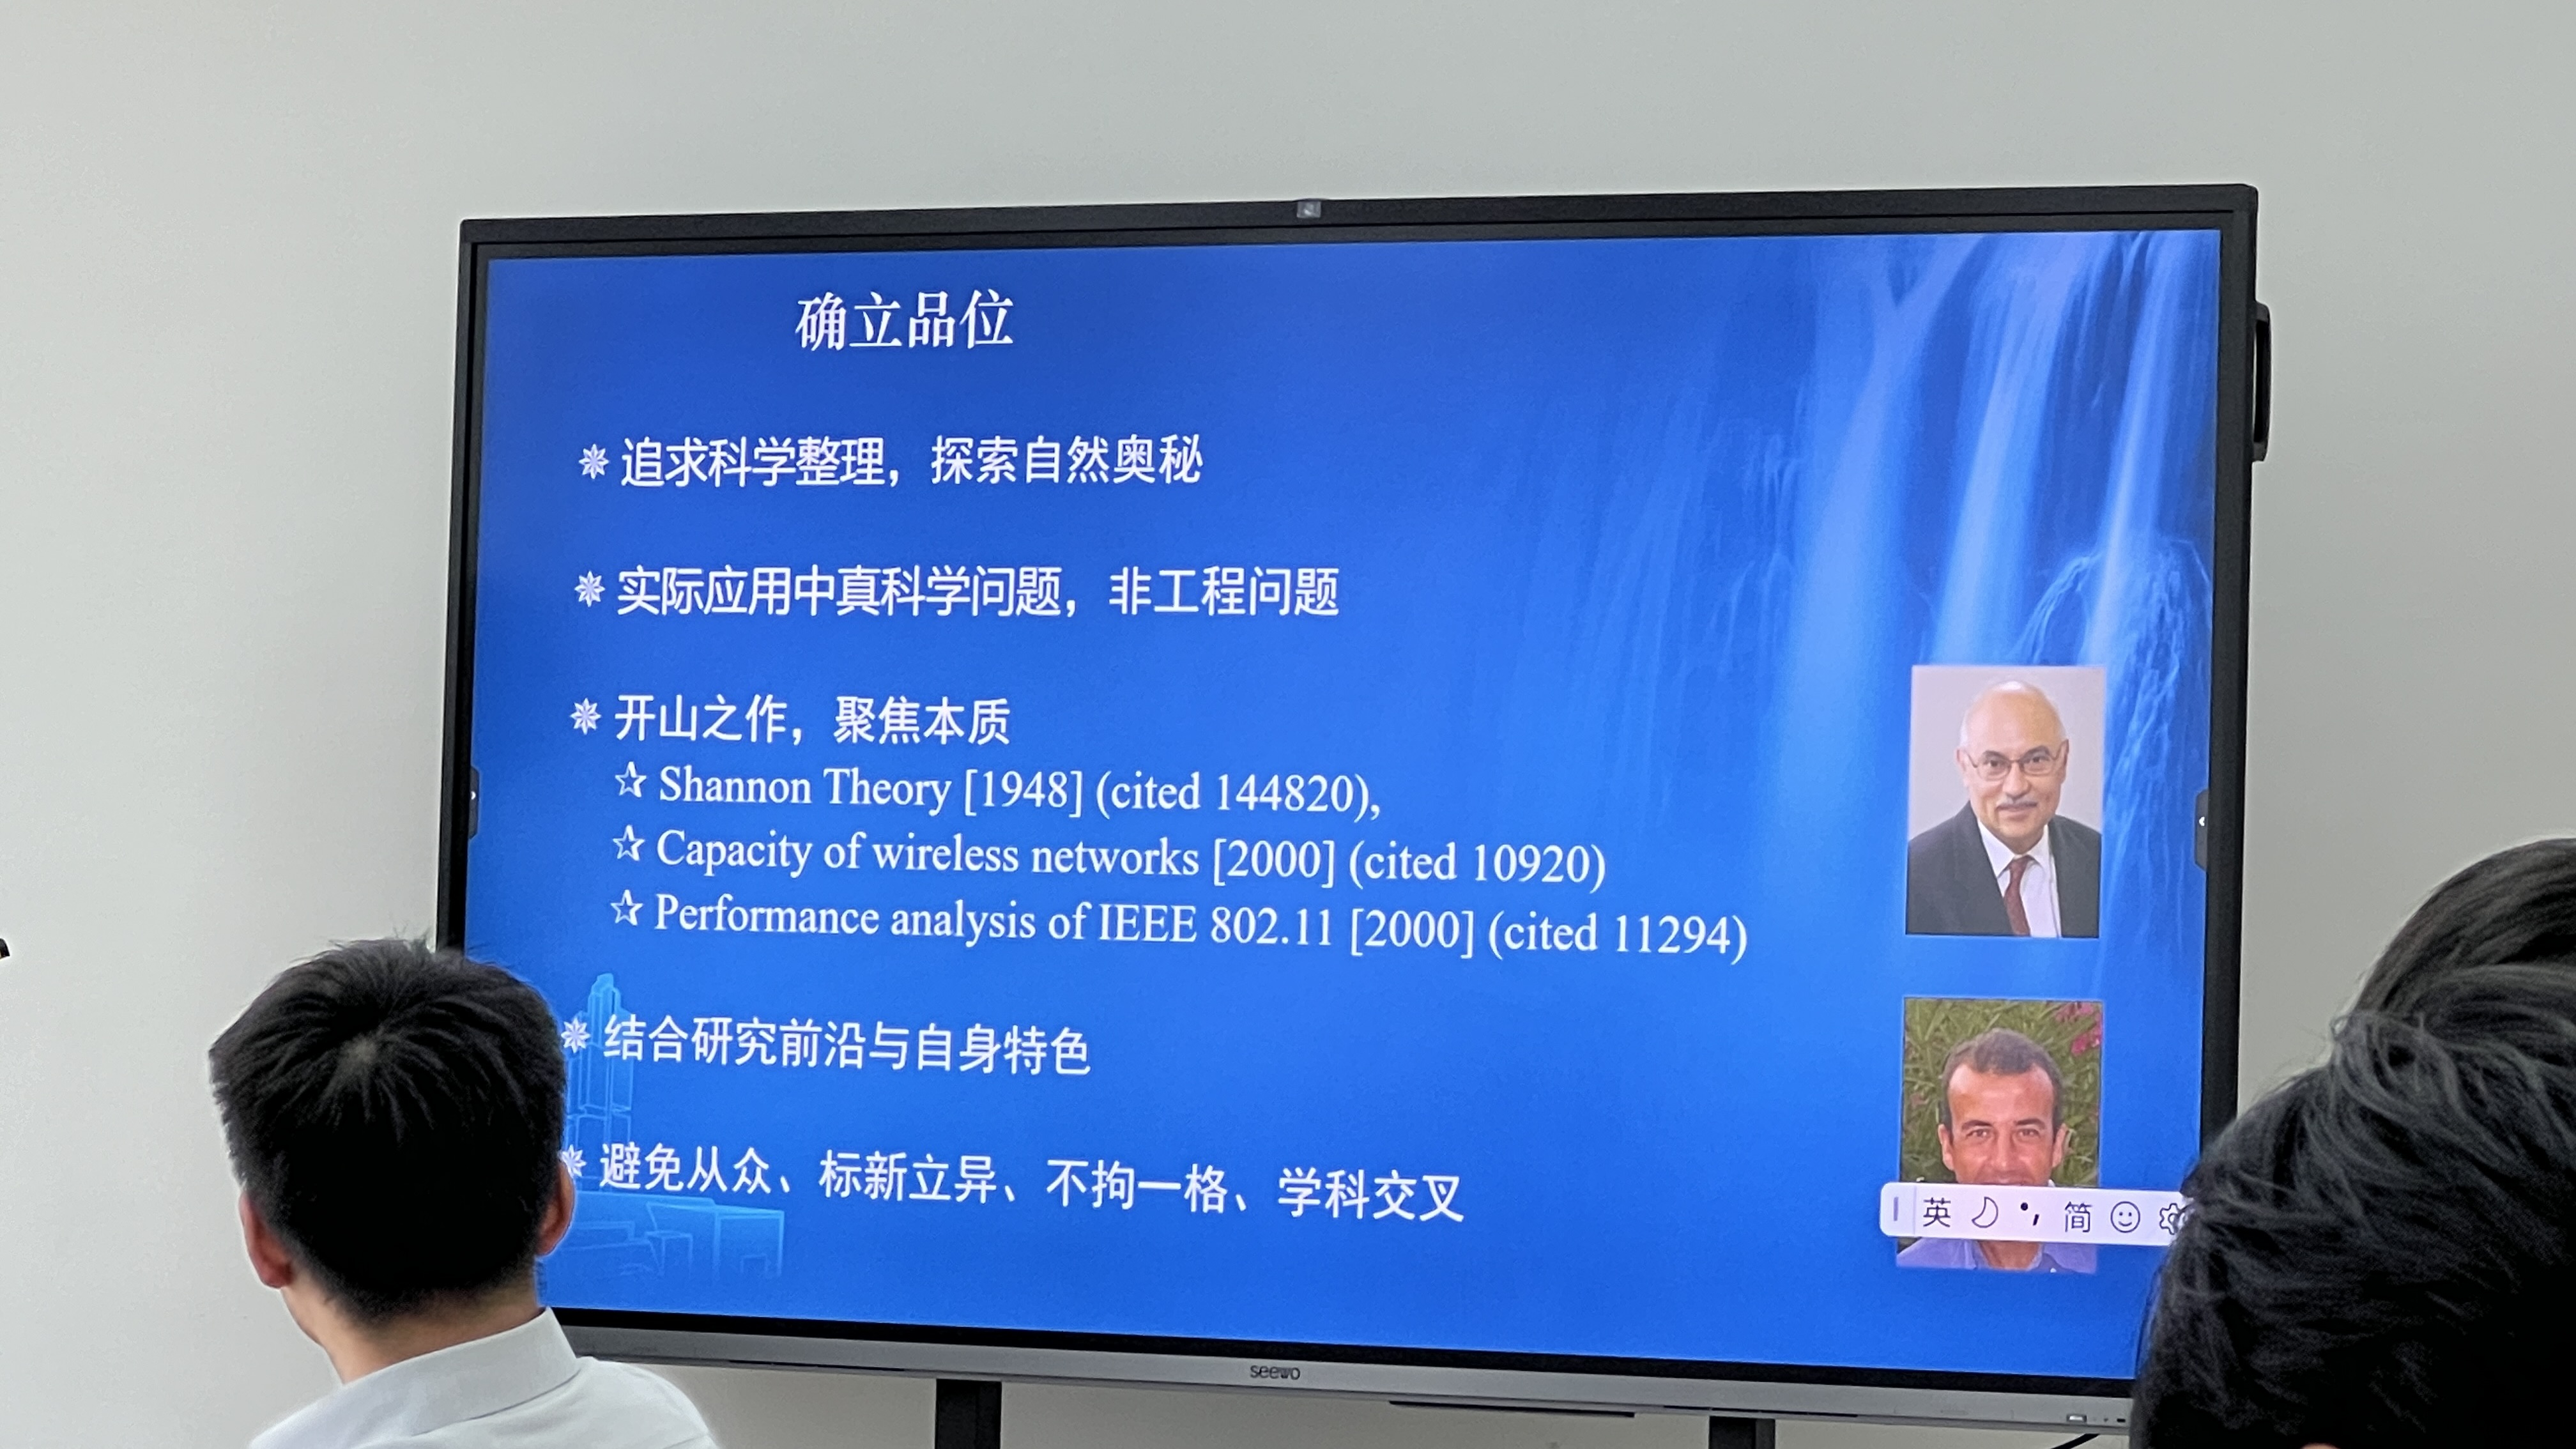 确立品位
追求科学整理，探索自然奥秘
实际应用中真科学问题，非工程问题
开山之作，聚焦本质
☆ Shannon Theory [1948] (cited 144820),
☆ Capacity of wireless networks [2000] (cited 10920)
☆ Performance analysis of IEEE 802.11 [2000] (cited 11294)
结合研究前沿与自身特色
避免从众、标新立异、不拘一格、学科交叉
英 简
seewo